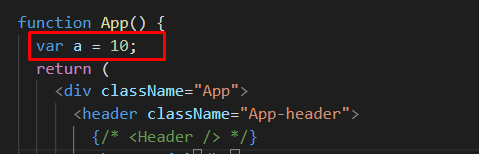 function App() {
var a = 10;
return (
<div className="App">
<header className="App-header">
{/* <Header /> */}